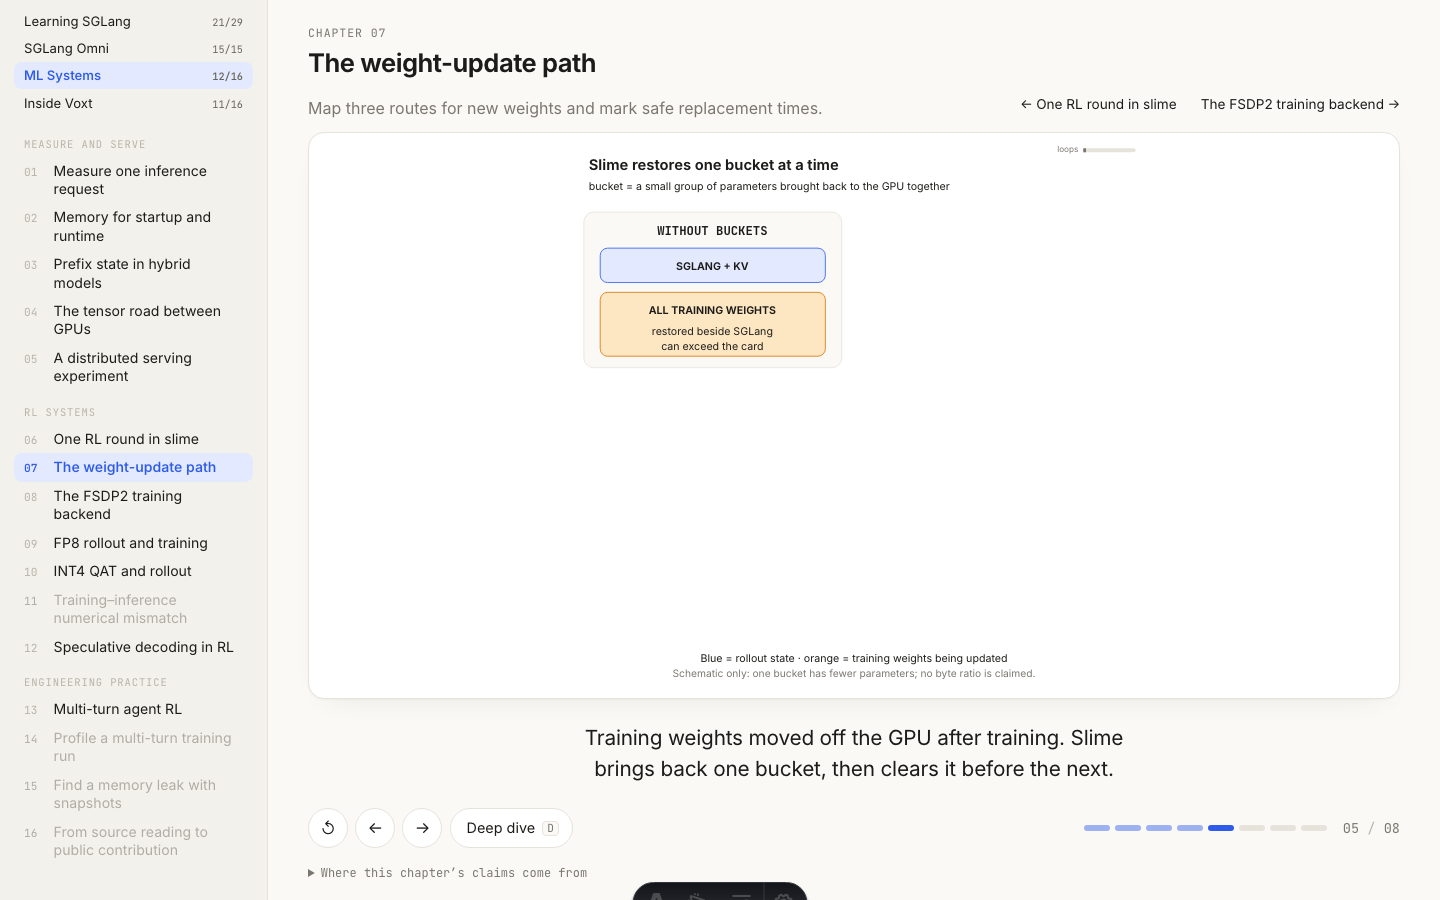 Learning SGLang 21/29
SGLang Omni 15/15
ML Systems 12/16
Inside Voxt 11/16
MEASURE AND SERVE
01 Measure one inference
request
02 Memory for startup and
runtime
03 Prefix state in hybrid
models
04 The tensor road between
GPUs
05 A distributed serving
experiment
RL SYSTEMS
06 One RL round in slime
07 The weight-update path
08 The FSDP2 training
backend
09 FP8 rollout and training
10 INT4 QAT and rollout
11 Training–inference
numerical mismatch
12 Speculative decoding in RL
ENGINEERING PRACTICE
13 Multi-turn agent RL
14 Profile a multi-turn training
run
15 Find a memory leak with
snapshots
16 From source reading to
public contribution
CHAPTER 07
The weight-update path
Map three routes for new weights and mark safe replacement times.
← One RL round in slime The FSDP2 training backend →
loops
Slime restores one bucket at a time
bucket = a small group of parameters brought back to the GPU together
WITHOUT BUCKETS
SGLANG + KV
ALL TRAINING WEIGHTS
restored beside SGLang
can exceed the card
Blue = rollout state · orange = training weights being updated
Schematic only: one bucket has fewer parameters; no byte ratio is claimed.
Training weights moved off the GPU after training. Slime
brings back one bucket, then clears it before the next.
Deep dive D
05 / 08
▶ Where this chapter's claims come from